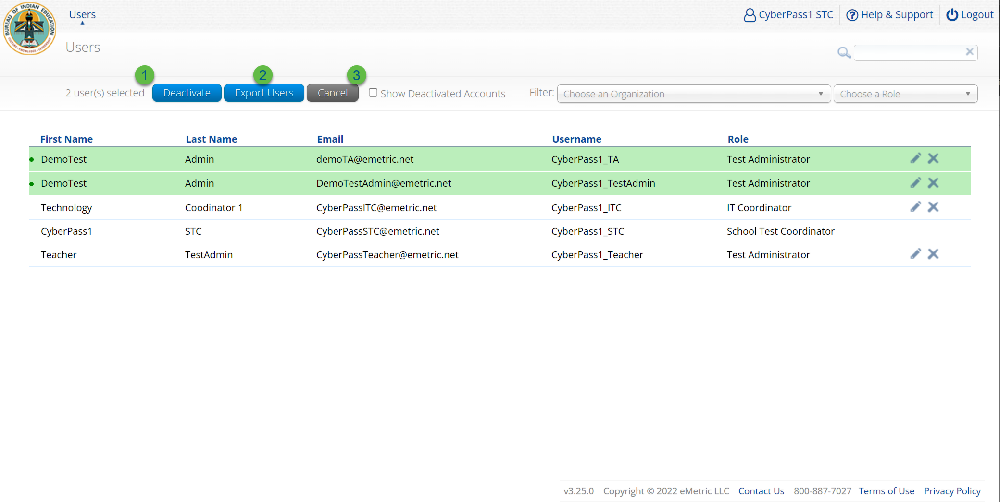 BUREAU OF INDIAN EDUCATION
CULTURE • KNOWLEDGE • LEADERSHIP
Users
CyberPass1 STC
Help & Support
Logout
Users
1 2 3
2 user(s) selected Deactivate Export Users Cancel Show Deactivated Accounts Filter: Choose an Organization Choose a Role
First Name Last Name Email Username Role
DemoTest Admin demoTA@emetric.net CyberPass1_TA Test Administrator
DemoTest Admin DemoTestAdmin@emetric.net CyberPass1_TestAdmin Test Administrator
Technology Coodinator 1 CyberPassITC@emetric.net CyberPass1_ITC IT Coordinator
CyberPass1 STC CyberPassSTC@emetric.net CyberPass1_STC School Test Coordinator
Teacher TestAdmin CyberPassTeacher@emetric.net CyberPass1_Teacher Test Administrator
v3.25.0 Copyright © 2022 eMetric LLC Contact Us 800-887-7027 Terms of Use Privacy Policy